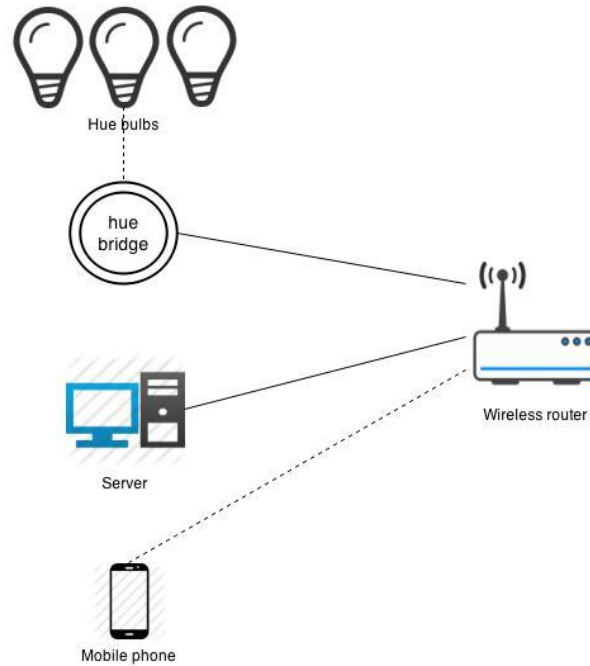 Hue bulbs
hue
bridge
Wireless router
Server
Mobile phone